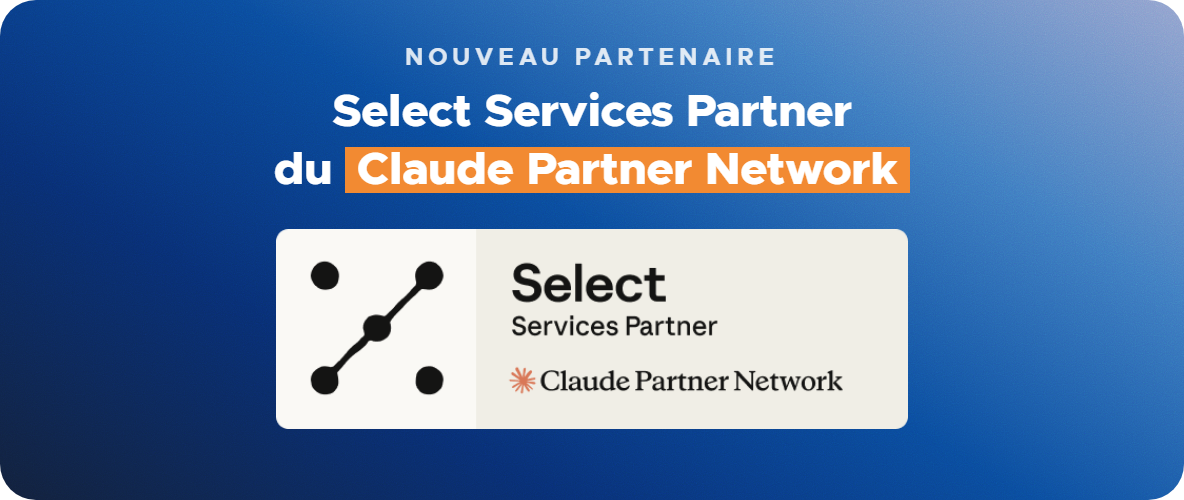 NOUVEAU PARTENAIRE
Select Services Partner
du Claude Partner Network
Select
Services Partner
Claude Partner Network